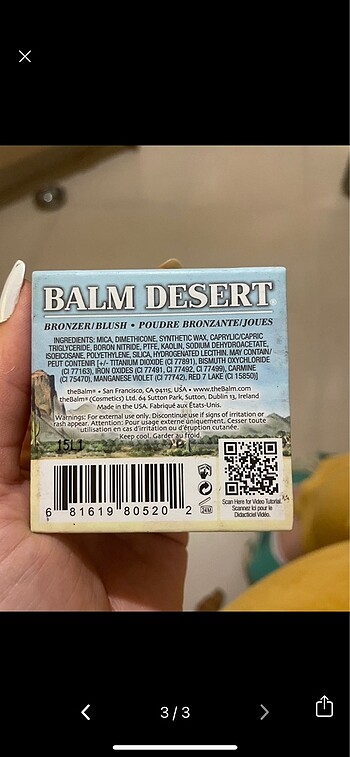 BALM DESERT®
BRONZER/BLUSH • POUDRE BRONZANTE/JOUES
INGREDIENTS: MICA, DIMETHICONE, SYNTHETIC WAX, CAPRYLIC/CAPRIC
TRIGLYCERIDE, BORON NITRIDE, PTFE, KAOLIN, SODIUM DEHYDROACETATE,
ISOEICOSANE, POLYETHYLENE, SILICA, HYDROGENATED LECITHIN. MAY CONTAIN/
PEUT CONTENIR [+/- TITANIUM DIOXIDE (CI 77891), BISMUTH OXYCHLORIDE
(CI 77163), IRON OXIDES (CI 77491, CI 77492, CI 77499), CARMINE
(CI 75470), MANGANESE VIOLET (CI 77742), RED 7 LAKE (CI 15850)]
theBalm® • San Francisco, CA 94115, USA • www.theBalm.com
theBalm® (Cosmetics) Ltd. 64 Sutton Park, Sutton, Dublin 13, Ireland
Made in the USA. Fabriqué aux États-Unis.
Warnings: For external use only. Discontinue use if signs of irritation or
rash appear. Attention: Pour usage externe uniquement. Cesser toute
utilisation en cas d'irritation ou d'éruption cutanée.
Keep cool. Garder au froid.
15L1
6 81619 80520 2
24M
Scan Here for Video Tutorial.
Scannez Ici pour le
Didacticiel Vidéo.
3/3